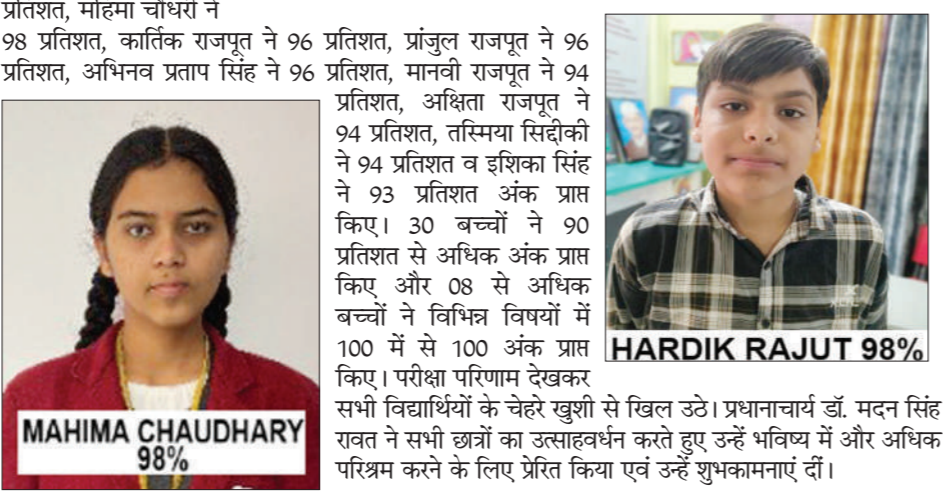 प्रतिशत, महिमा चौधरी ने
98 प्रतिशत, कार्तिक राजपूत ने 96 प्रतिशत, प्रांजुल राजपूत ने 96
प्रतिशत, अभिनव प्रताप सिंह ने 96 प्रतिशत, मानवी राजपूत ने 94
प्रतिशत, अक्षिता राजपूत ने
94 प्रतिशत, तस्मिया सिद्दीकी
ने 94 प्रतिशत व इशिका सिंह
ने 93 प्रतिशत अंक प्राप्त
किए। 30 बच्चों ने 90
प्रतिशत से अधिक अंक प्राप्त
किए और 08 से अधिक
बच्चों ने विभिन्न विषयों में
100 में से 100 अंक प्राप्त
किए। परीक्षा परिणाम देखकर
सभी विद्यार्थियों के चेहरे खुशी से खिल उठे। प्रधानाचार्य डॉ. मदन सिंह
रावत ने सभी छात्रों का उत्साहवर्धन करते हुए उन्हें भविष्य में और अधिक
परिश्रम करने के लिए प्रेरित किया एवं उन्हें शुभकामनाएं दीं।
MAHIMA CHAUDHARY
98%
HARDIK RAJUT 98%